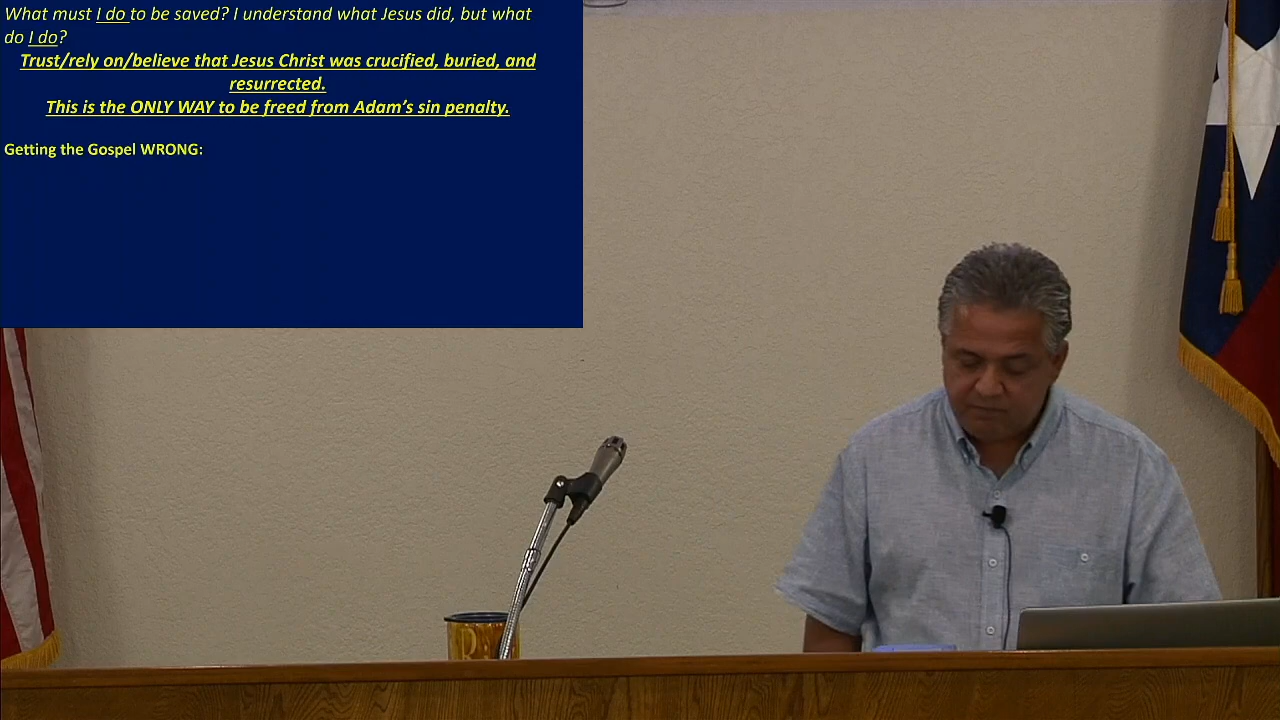 What must I do to be saved? I understand what Jesus did, but what
do I do?
Trust/rely on/believe that Jesus Christ was crucified, buried, and
resurrected.
This is the ONLY WAY to be freed from Adam's sin penalty.
Getting the Gospel WRONG: